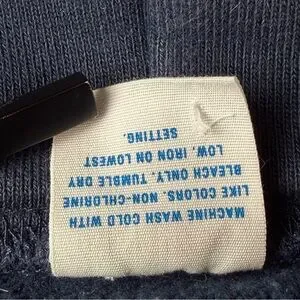 MACHINE WASH COLD WITH
LIKE COLORS. NON-CHLORINE
BLEACH ONLY. TUMBLE DRY
LOW. IRON ON LOWEST
SETTING.